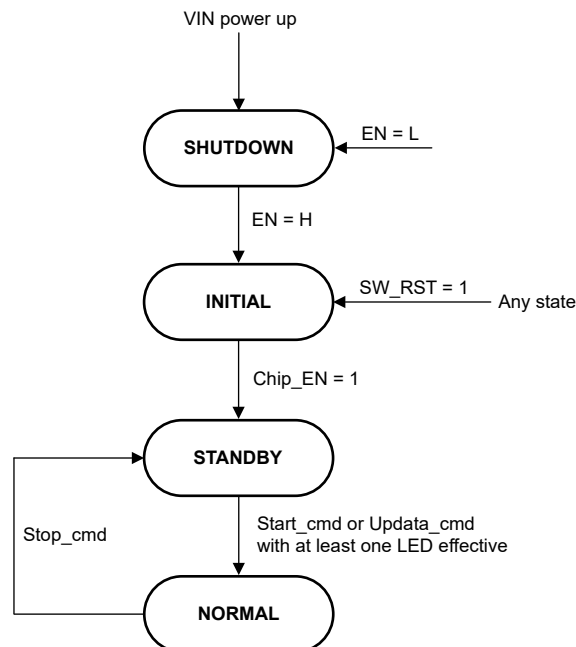 VIN power up
SHUTDOWN
EN = L
EN = H
INITIAL
SW_RST = 1
Any state
Chip_EN = 1
STANDBY
Stop_cmd
Start_cmd or Updata_cmd
with at least one LED effective
NORMAL